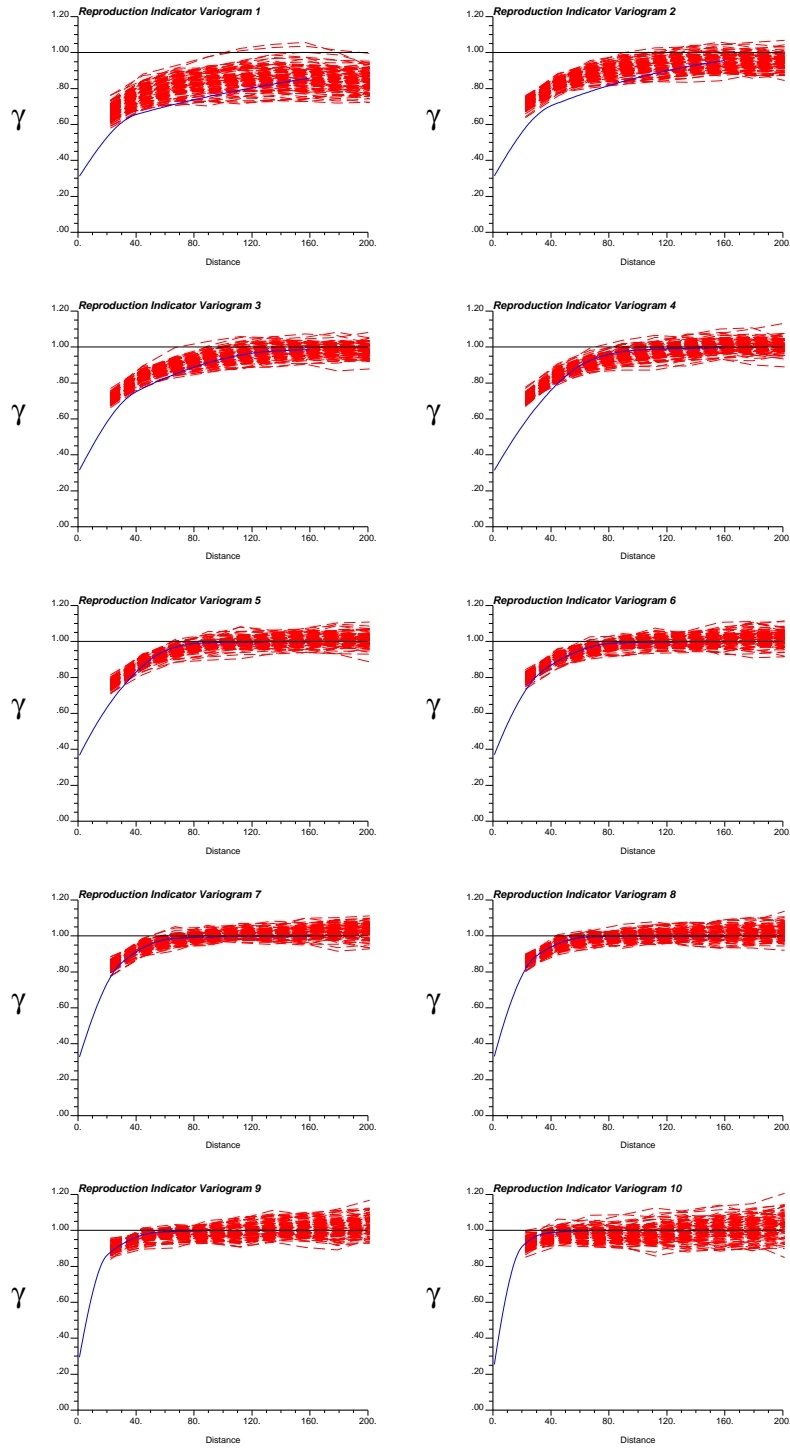 Reproduction Indicator Variogram 1
1.20
1.00
.80
.60
.40
.20
.00
γ
0. 40. 80. 120. 160. 200.
Distance
Reproduction Indicator Variogram 2
1.20
1.00
.80
.60
.40
.20
.00
γ
0. 40. 80. 120. 160. 200.
Distance
Reproduction Indicator Variogram 3
1.20
1.00
.80
.60
.40
.20
.00
γ
0. 40. 80. 120. 160. 200.
Distance
Reproduction Indicator Variogram 4
1.20
1.00
.80
.60
.40
.20
.00
γ
0. 40. 80. 120. 160. 200.
Distance
Reproduction Indicator Variogram 5
1.20
1.00
.80
.60
.40
.20
.00
γ
0. 40. 80. 120. 160. 200.
Distance
Reproduction Indicator Variogram 6
1.20
1.00
.80
.60
.40
.20
.00
γ
0. 40. 80. 120. 160. 200.
Distance
Reproduction Indicator Variogram 7
1.20
1.00
.80
.60
.40
.20
.00
γ
0. 40. 80. 120. 160. 200.
Distance
Reproduction Indicator Variogram 8
1.20
1.00
.80
.60
.40
.20
.00
γ
0. 40. 80. 120. 160. 200.
Distance
Reproduction Indicator Variogram 9
1.20
1.00
.80
.60
.40
.20
.00
γ
0. 40. 80. 120. 160. 200.
Distance
Reproduction Indicator Variogram 10
1.20
1.00
.80
.60
.40
.20
.00
γ
0. 40. 80. 120. 160. 200.
Distance